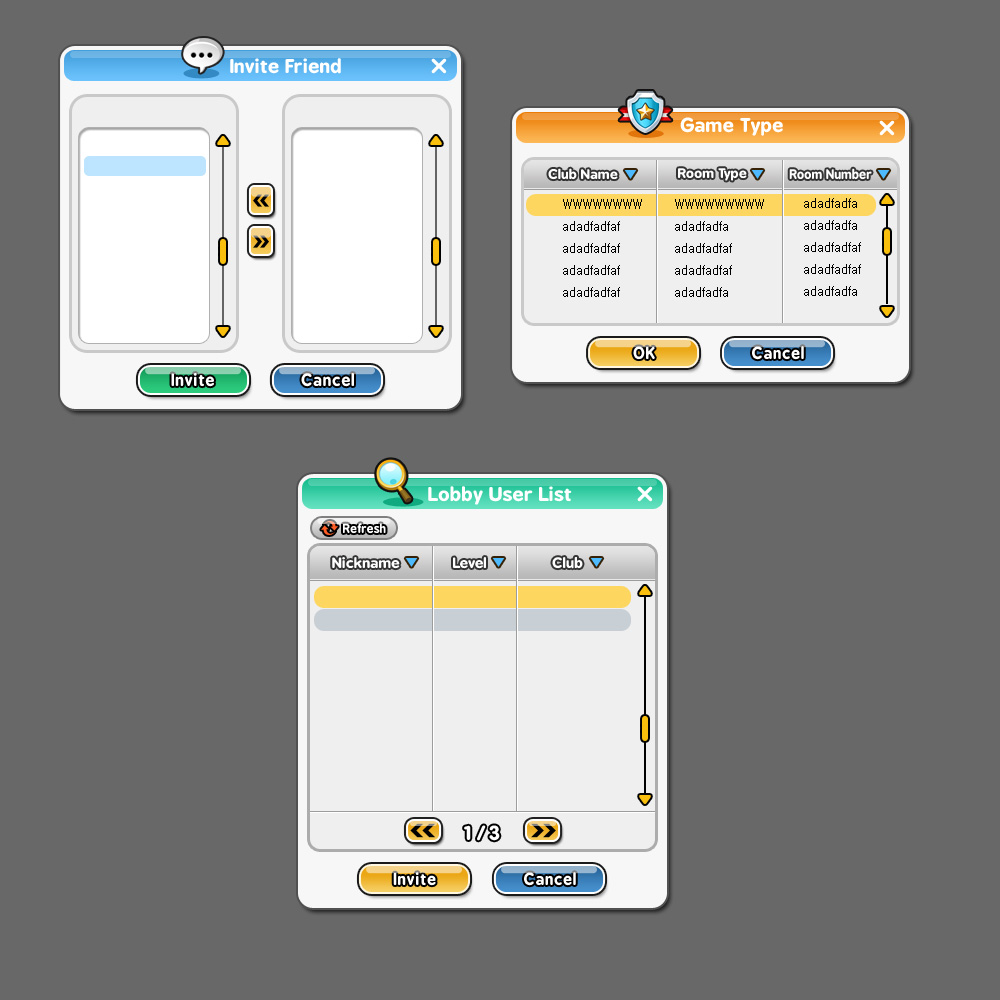 Invite Friend
Invite
Cancel
Game Type
Club Name Room Type Room Number
WWWWWWWW WWWWWWWWW adadfadfa
adadfadfaf adadfadfa adadfadfa
adadfadfaf adadfadfaf adadfadfaf
adadfadfaf adadfadfaf adadfadfaf
adadfadfaf adadfadfa adadfadfa
OK
Cancel
Lobby User List
Refresh
Nickname Level Club
1/3
Invite
Cancel